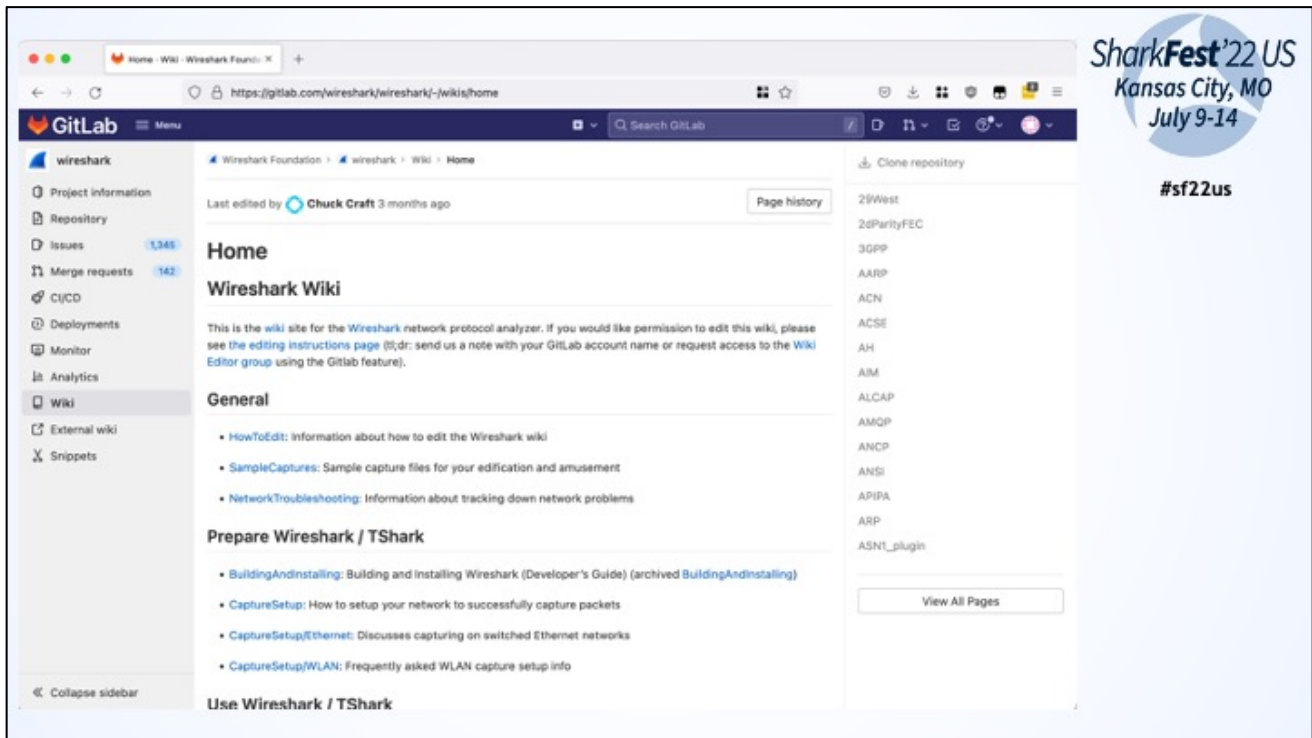 Home · Wiki · Wireshark Founda
https://gitlab.com/wireshark/wireshark/-/wikis/home
GitLab
Menu
Search GitLab
wireshark
Project information
Repository
Issues 1,345
Merge requests 142
CI/CD
Deployments
Monitor
Analytics
Wiki
External wiki
Snippets
Collapse sidebar
Wireshark Foundation › wireshark › Wiki › Home
Last edited by Chuck Craft 3 months ago
Page history
Home
Wireshark Wiki
This is the wiki site for the Wireshark network protocol analyzer. If you would like permission to edit this wiki, please
see the editing instructions page (tl;dr: send us a note with your GitLab account name or request access to the Wiki
Editor group using the Gitlab feature).
General
• HowToEdit: Information about how to edit the Wireshark wiki
• SampleCaptures: Sample capture files for your edification and amusement
• NetworkTroubleshooting: Information about tracking down network problems
Prepare Wireshark / TShark
• BuildingAndInstalling: Building and Installing Wireshark (Developer's Guide) (archived BuildingAndInstalling)
• CaptureSetup: How to setup your network to successfully capture packets
• CaptureSetup/Ethernet: Discusses capturing on switched Ethernet networks
• CaptureSetup/WLAN: Frequently asked WLAN capture setup info
Use Wireshark / TShark
Clone repository
29West
2dParityFEC
3GPP
AARP
ACN
ACSE
AH
AIM
ALCAP
AMQP
ANCP
ANSI
APIPA
ARP
ASN1_plugin
View All Pages
SharkFest'22 US
Kansas City, MO
July 9-14
#sf22us